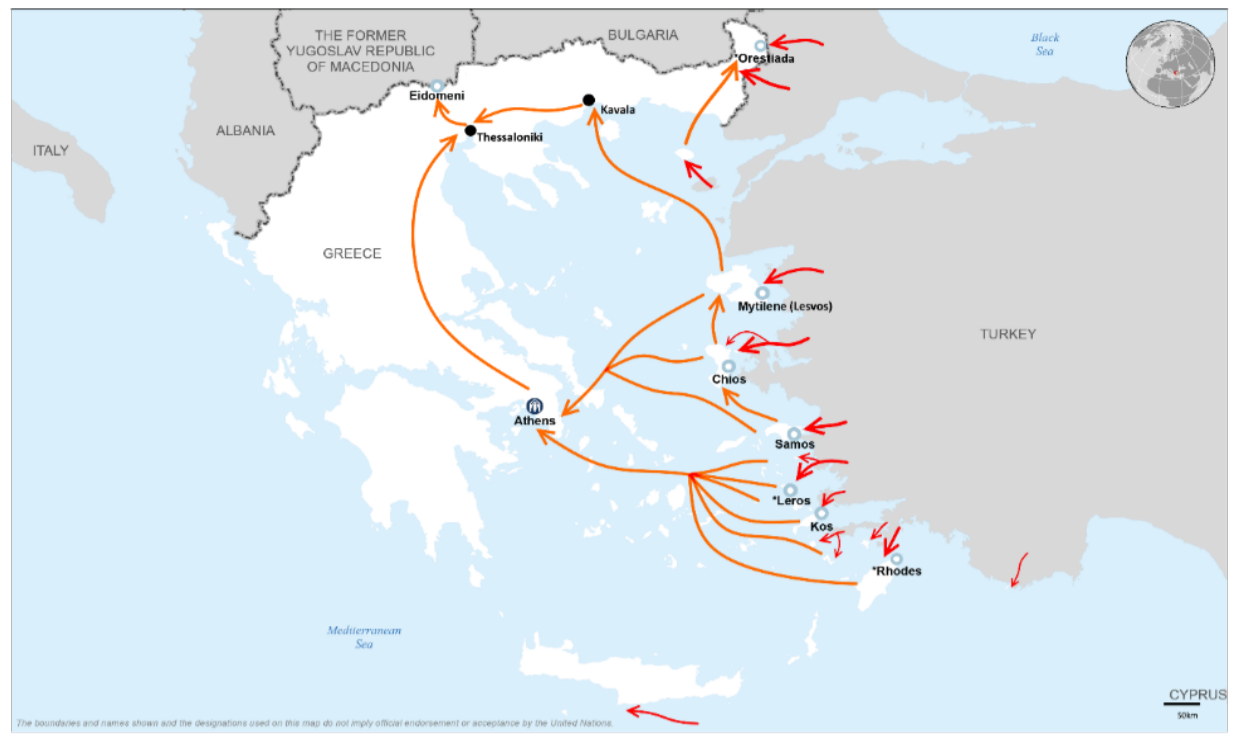 THE FORMER
YUGOSLAV REPUBLIC
OF MACEDONIA
BULGARIA
Black
Sea
*Orestiada
Eidomeni
Kavala
ALBANIA
Thessaloniki
ITALY
GREECE
Mytilene (Lesvos)
TURKEY
Chios
Athens
Samos
*Leros
Kos
*Rhodes
Mediterranean
Sea
CYPRUS
50km
The boundaries and names shown and the designations used on this map do not imply official endorsement or acceptance by the United Nations.